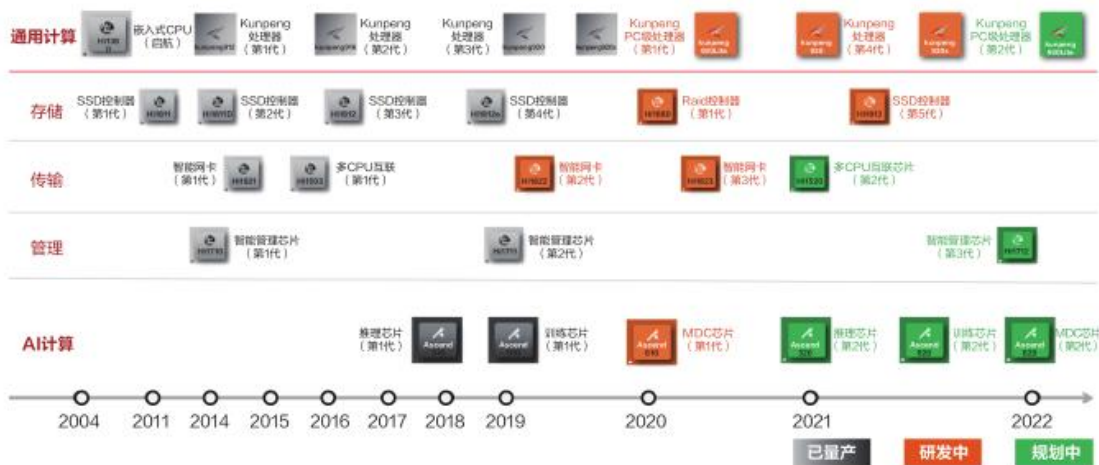 通用计算
嵌入式CPU
（启航）
Kunpeng
处理器
（第1代）
Kunpeng
处理器
（第2代）
Kunpeng
处理器
（第3代）
Kunpeng
PC级处理器
（第1代）
Kunpeng
处理器
（第4代）
Kunpeng
PC级处理器
（第2代）
存储
SSD控制器
（第1代）
Hi1811
SSD控制器
（第2代）
SSD控制器
（第3代）
Hi1812
SSD控制器
（第4代）
Raid控制器
（第1代）
SSD控制器
（第5代）
传输
智能网卡
（第1代）
多CPU互联
（第1代）
Hi1822
智能网卡
（第2代）
Hi1823
智能网卡
（第3代）
多CPU互联芯片
（第2代）
管理
Hi1710
智能管理芯片
（第1代）
Hi1711
智能管理芯片
（第2代）
智能管理芯片
（第3代）
Hi1712
AI计算
推理芯片
（第1代）
Ascend
Ascend
训练芯片
（第1代）
Ascend
MDC芯片
（第1代）
Ascend
推理芯片
（第2代）
Ascend
训练芯片
（第2代）
Ascend
MDC芯片
（第2代）
2004
2011
2014
2015
2016
2017
2018
2019
2020
2021
2022
已量产
研发中
规划中